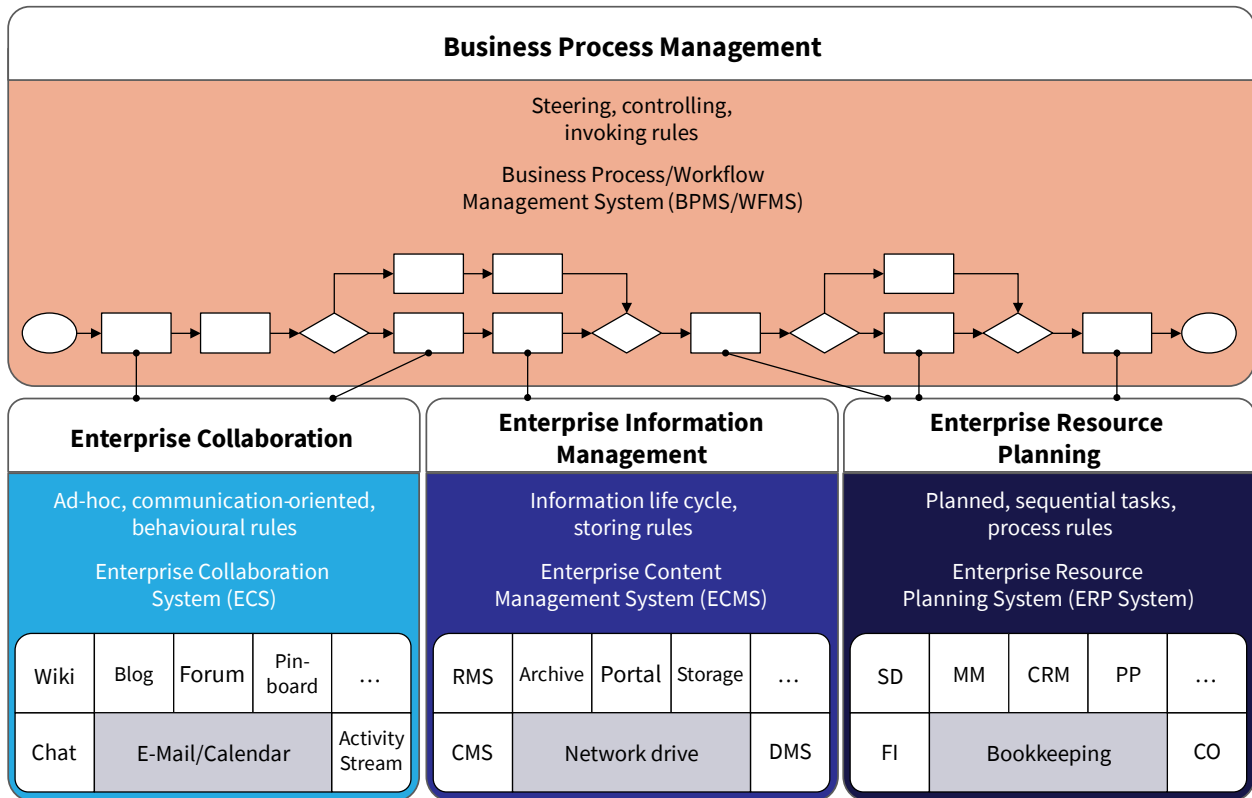 Business Process Management
Steering, controlling,
invoking rules
Business Process/Workflow
Management System (BPMS/WFMS)
Enterprise Collaboration
Ad-hoc, communication-oriented,
behavioural rules
Enterprise Collaboration
System (ECS)
Wiki
Blog
Forum
Pin-
board
…
Chat
E-Mail/Calendar
Activity
Stream
Enterprise Information
Management
Information life cycle,
storing rules
Enterprise Content
Management System (ECMS)
RMS
Archive
Portal
Storage
…
CMS
Network drive
DMS
Enterprise Resource
Planning
Planned, sequential tasks,
process rules
Enterprise Resource
Planning System (ERP System)
SD
MM
CRM
PP
…
FI
Bookkeeping
CO